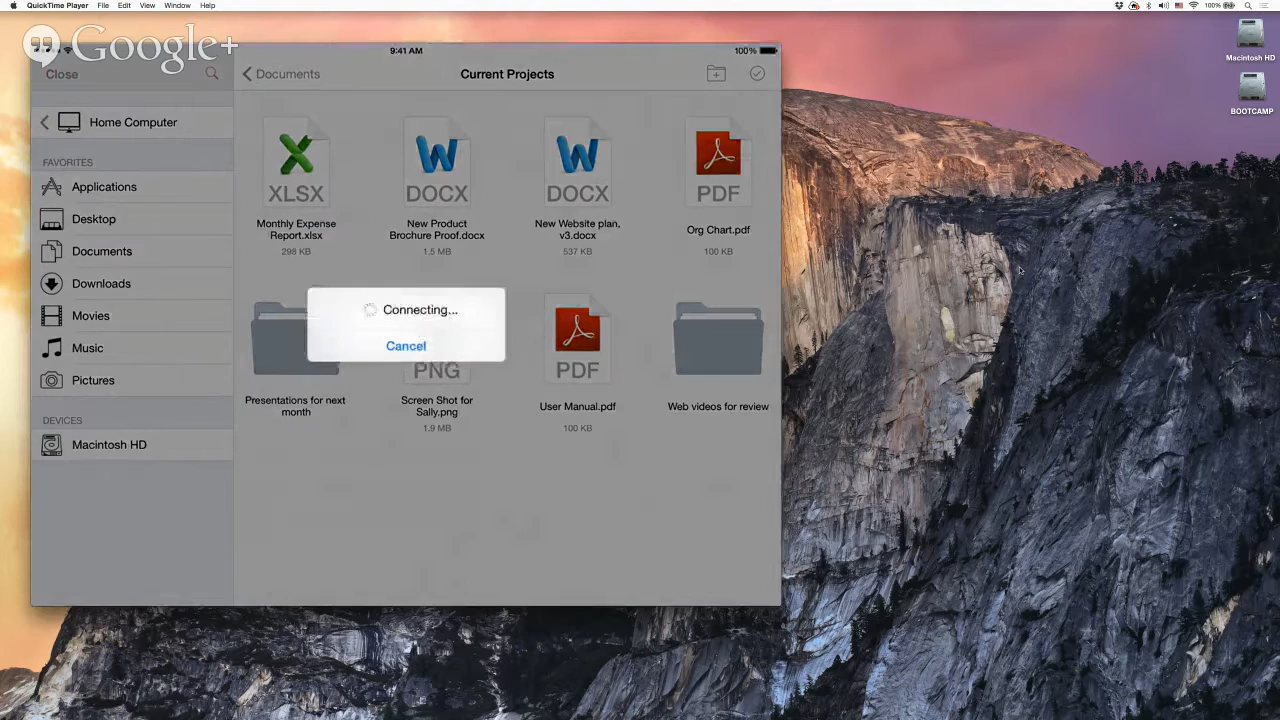 QuickTime Player File Edit View Window Help 100%
Google+
9:41 AM 100%
Close Documents Current Projects
Home Computer
FAVORITES
Applications
Desktop
Documents
Downloads
Movies
Music
Pictures
DEVICES
Macintosh HD
XLSX DOCX DOCX PDF
Monthly Expense
Report.xlsx
298 KB
New Product
Brochure Proof.docx
1.5 MB
New Website plan,
v3.docx
537 KB
Org Chart.pdf
100 KB
Connecting...
Cancel
PNG PDF
Presentations for next
month
Screen Shot for
Sally.png
1.9 MB
User Manual.pdf
100 KB
Web videos for review
Macintosh HD
BOOTCAMP